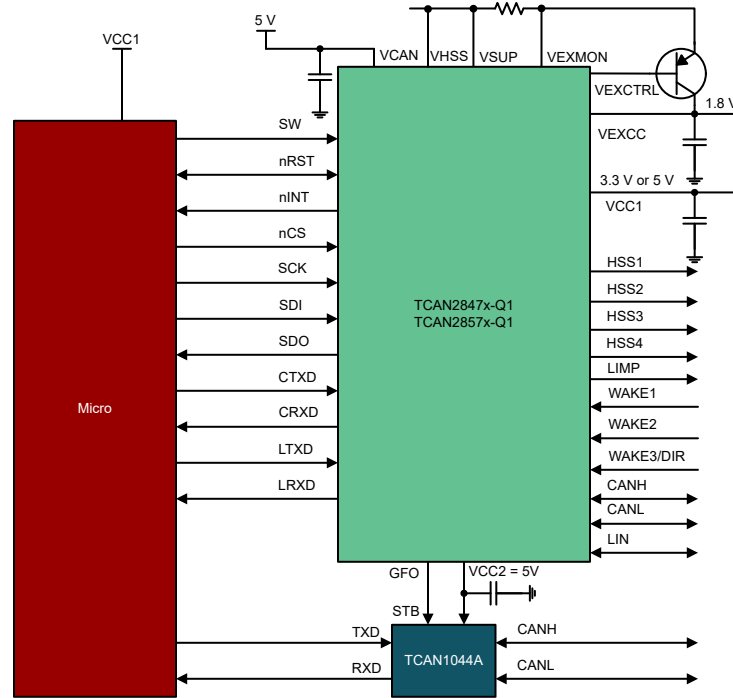 5 V
VCC1
VCAN
VHSS
VSUP
VEXMON
VEXCTRL
1.8 V
VEXCC
3.3 V or 5 V
VCC1
SW
nRST
nINT
nCS
SCK
SDI
SDO
CTXD
CRXD
LTXD
LRXD
Micro
TCAN2847x-Q1
TCAN2857x-Q1
HSS1
HSS2
HSS3
HSS4
LIMP
WAKE1
WAKE2
WAKE3/DIR
CANH
CANL
LIN
GFO
VCC2 = 5V
STB
TXD
RXD
TCAN1044A
CANH
CANL